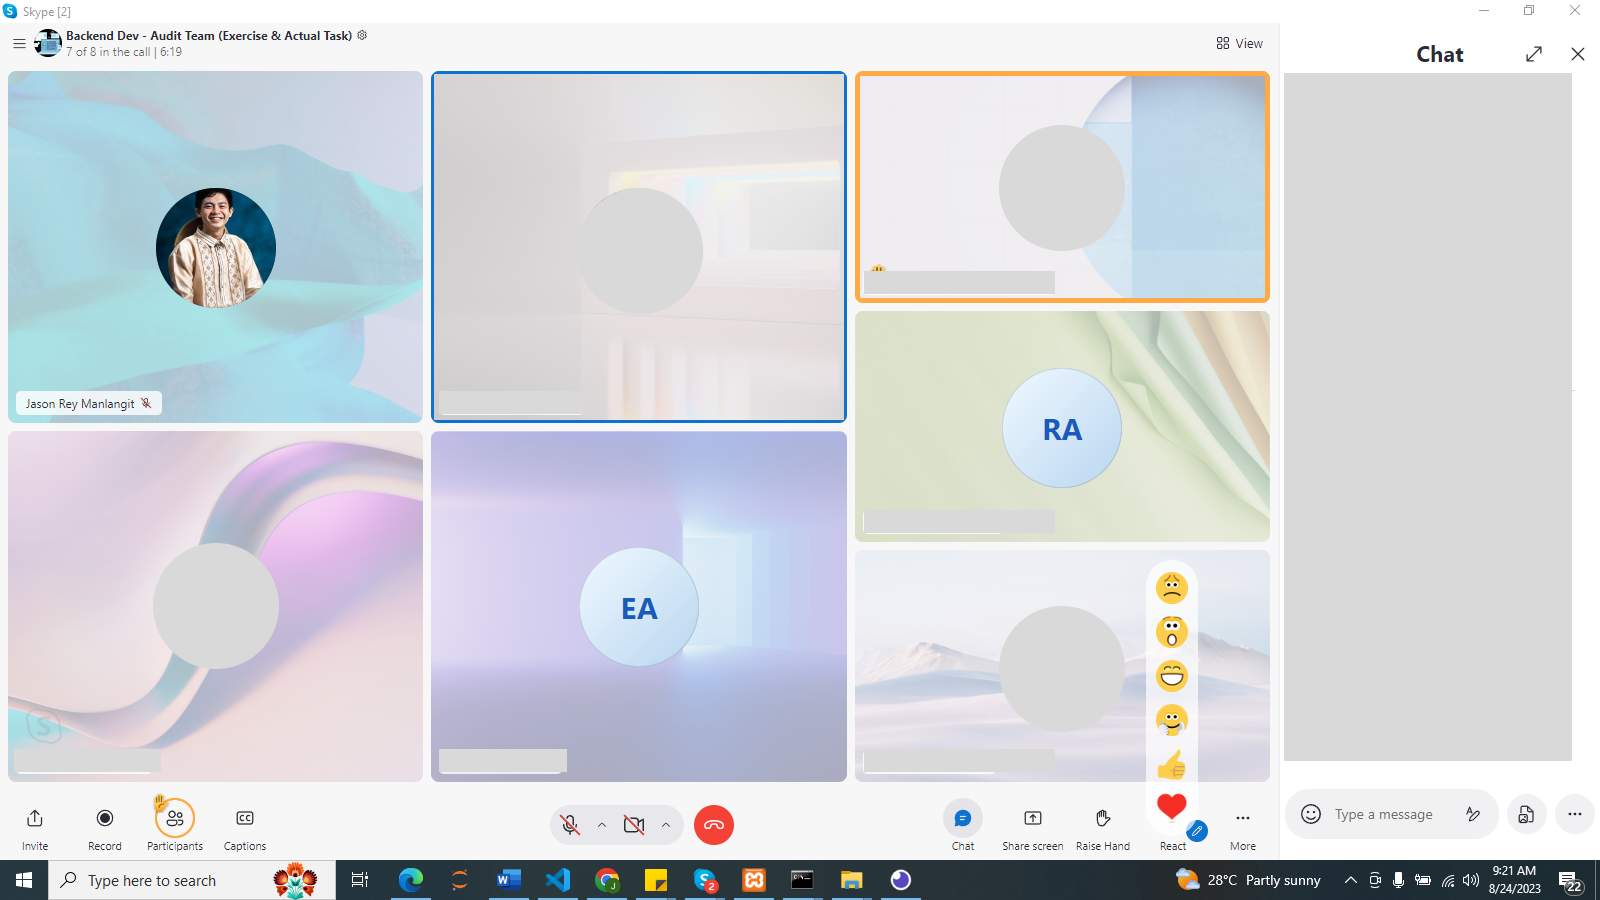 Skype [2]
Backend Dev - Audit Team (Exercise & Actual Task)
7 of 8 in the call | 6:19
View
Chat
Jason Rey Manlangit
RA
EA
Invite
Record
Participants
CC
Captions
Chat
Share screen
Raise Hand
React
More
Type a message
Type here to search
2
28°C Partly sunny
9:21 AM
8/24/2023
22